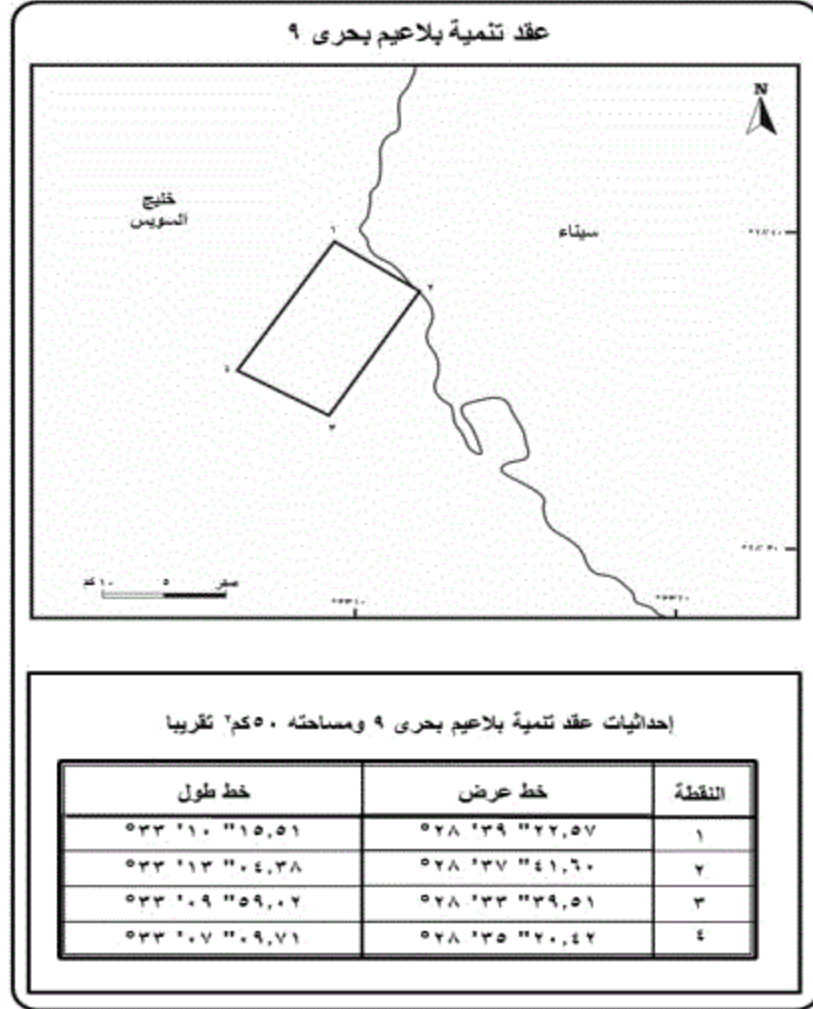 عقد تنمية بلاعيم بحرى ٩
N
خليج
السويس
سيناء
١
٢
٤
٣
صفر ٥ ١٠ كم
إحداثيات عقد تنمية بلاعيم بحرى ٩ ومساحته ٥٠كم٢ تقريبا
النقطة خط عرض خط طول
١ ٢٢,٥٧" ٣٩' ٢٨° ١٥,٥١" ١٠' ٣٣°
٢ ٤١,٦٠" ٣٧' ٢٨° ٠٤,٣٨" ١٣' ٣٣°
٣ ٣٩,٥١" ٣٣' ٢٨° ٥٩,٠٢" ٠٩' ٣٣°
٤ ٢٠,٤٢" ٣٥' ٢٨° ٠٩,٧١" ٠٧' ٣٣°